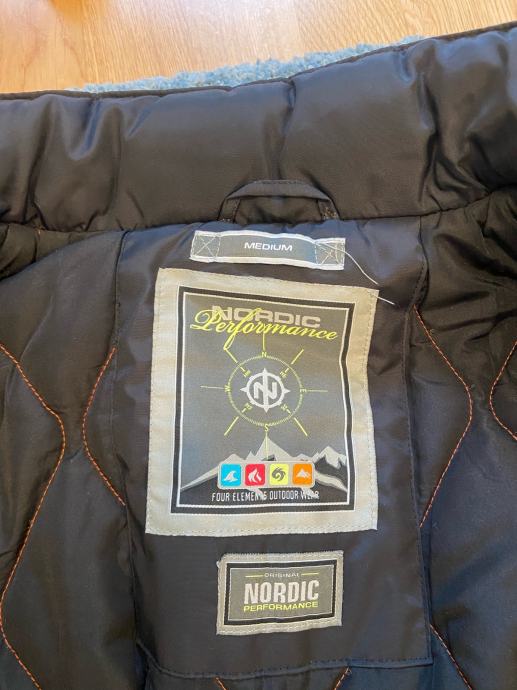 MEDIUM
NORDIC
Performance
N
W
E
S
FOUR ELEMENTS OUTDOOR WEAR
ORIGINAL
NORDIC
PERFORMANCE